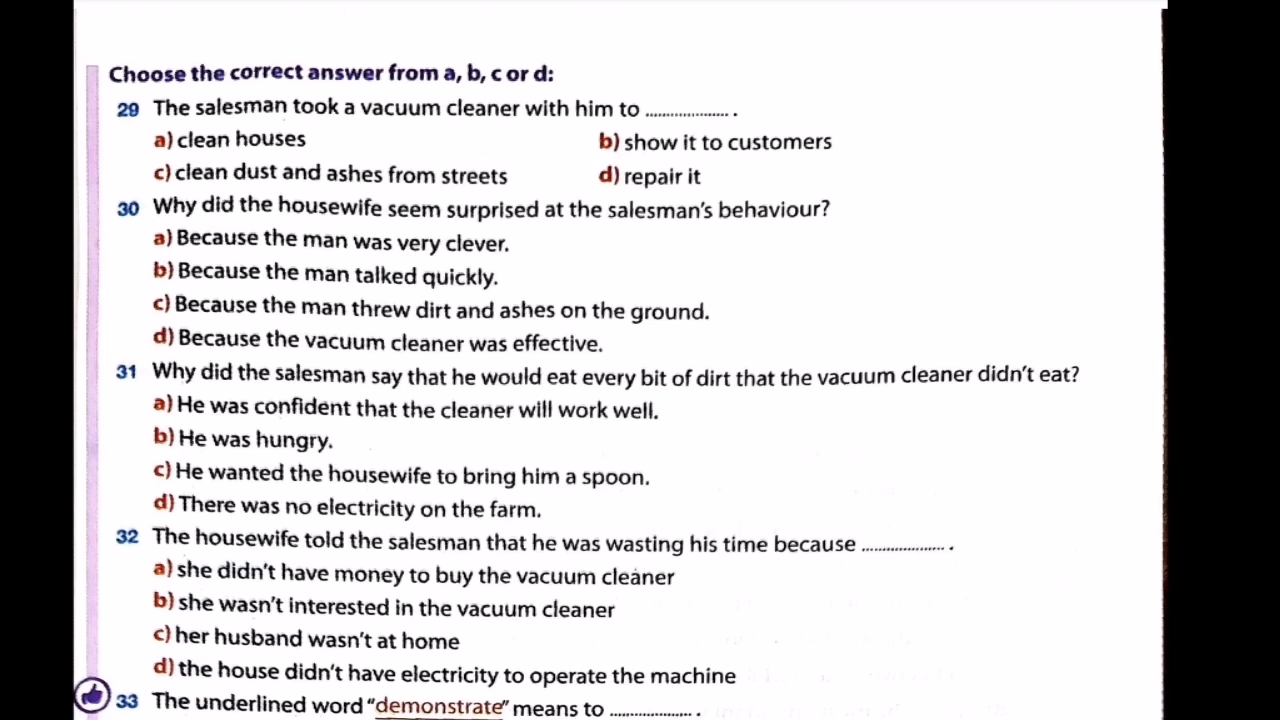 Choose the correct answer from a, b, c or d:
29 The salesman took a vacuum cleaner with him to .................... .
a) clean houses b) show it to customers
c) clean dust and ashes from streets d) repair it
30 Why did the housewife seem surprised at the salesman's behaviour?
a) Because the man was very clever.
b) Because the man talked quickly.
c) Because the man threw dirt and ashes on the ground.
d) Because the vacuum cleaner was effective.
31 Why did the salesman say that he would eat every bit of dirt that the vacuum cleaner didn't eat?
a) He was confident that the cleaner will work well.
b) He was hungry.
c) He wanted the housewife to bring him a spoon.
d) There was no electricity on the farm.
32 The housewife told the salesman that he was wasting his time because .................... .
a) she didn't have money to buy the vacuum cleaner
b) she wasn't interested in the vacuum cleaner
c) her husband wasn't at home
d) the house didn't have electricity to operate the machine
33 The underlined word "demonstrate" means to .................... .